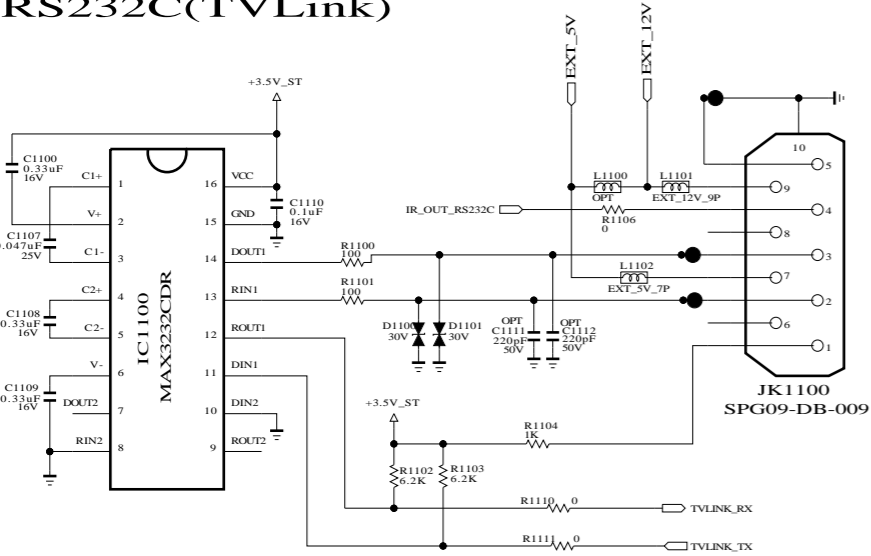 RS232C(TVLink)
EXT_5V
EXT_12V
+3.5V_ST
C1100
0.33uF
16V
C1+
1
16
VCC
C1110
0.1uF
16V
V+
2
15
GND
C1107
0.047uF
25V
C1-
3
14
DOUT1
R1100
100
C2+
4
13
RIN1
R1101
100
C1108
0.33uF
16V
C2-
5
12
ROUT1
V-
6
11
DIN1
C1109
0.33uF
16V
DOUT2
7
10
DIN2
RIN2
8
9
ROUT2
IC1100
MAX3232CDR
L1100
OPT
L1101
EXT_12V_9P
IR_OUT_RS232C
R1106
0
L1102
EXT_5V_7P
D1100
30V
D1101
30V
OPT
C1111
220pF
50V
OPT
C1112
220pF
50V
10
5
9
4
8
3
7
2
6
1
JK1100
SPG09-DB-009
+3.5V_ST
R1104
1K
R1102
6.2K
R1103
6.2K
R1110 0
TVLINK_RX
R1111 0
TVLINK_TX